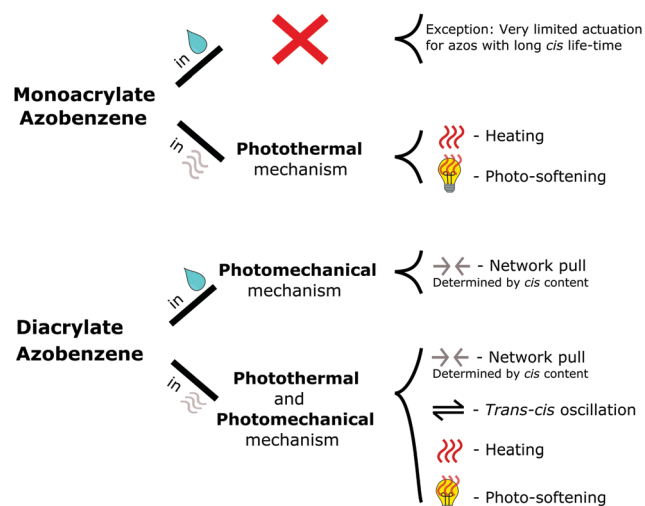 Exception: Very limited actuation
for azos with long cis life-time
in
Monoacrylate
Azobenzene
in
Photothermal
mechanism
- Heating
- Photo-softening
in
Photomechanical
mechanism
- Network pull
Determined by cis content
Diacrylate
Azobenzene
in
Photothermal
and
Photomechanical
mechanism
- Network pull
Determined by cis content
- Trans-cis oscillation
- Heating
- Photo-softening